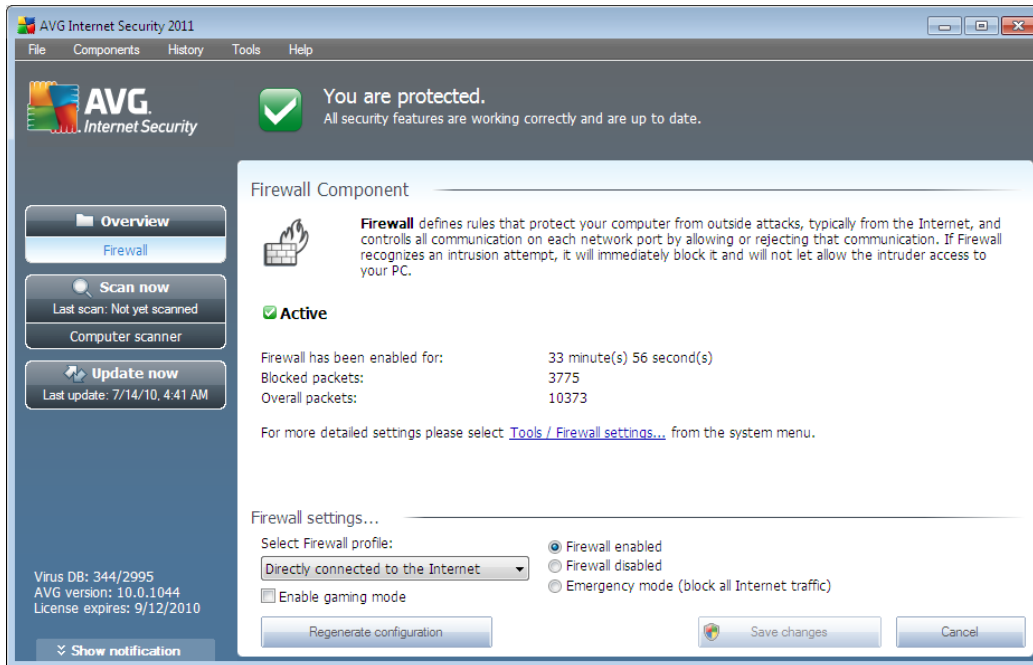 AVG Internet Security 2011
File Components History Tools Help
AVG.
Internet Security
You are protected.
All security features are working correctly and are up to date.
Overview
Firewall
Scan now
Last scan: Not yet scanned
Computer scanner
Update now
Last update: 7/14/10, 4:41 AM
Virus DB: 344/2995
AVG version: 10.0.1044
License expires: 9/12/2010
Show notification
Firewall Component
Firewall defines rules that protect your computer from outside attacks, typically from the Internet, and
controlls all communication on each network port by allowing or rejecting that communication. If Firewall
recognizes an intrusion attempt, it will immediately block it and will not let allow the intruder access to
your PC.
Active
Firewall has been enabled for: 33 minute(s) 56 second(s)
Blocked packets: 3775
Overall packets: 10373
For more detailed settings please select Tools / Firewall settings... from the system menu.
Firewall settings...
Select Firewall profile:
Directly connected to the Internet
Enable gaming mode
Firewall enabled
Firewall disabled
Emergency mode (block all Internet traffic)
Regenerate configuration
Save changes
Cancel